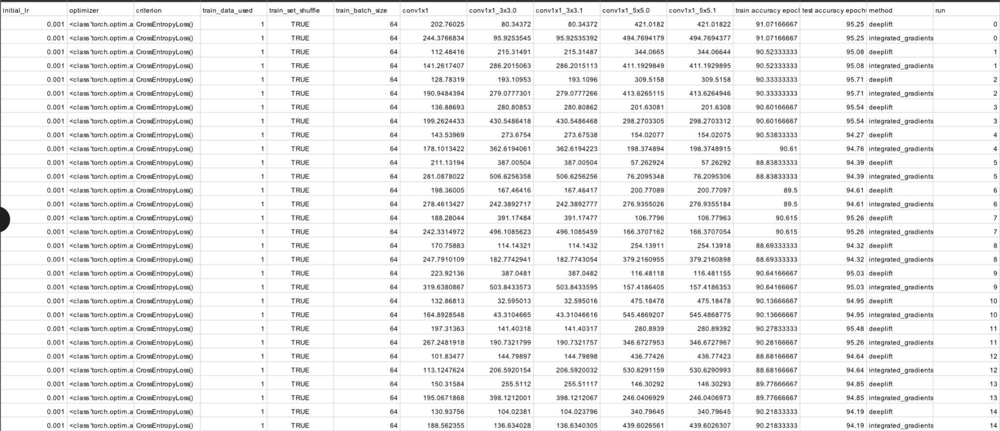 initial_lr optimizer criterion train_data_used train_set_shuffle train_batch_size conv1x1 conv1x1_3x3.0 conv1x1_3x3.1 conv1x1_5x5.0 conv1x1_5x5.1 train accuracy epoch test accuracy epoch method run
0.001 <class 'torch.optim.a CrossEntropyLoss() 1 TRUE 64 202.76025 80.34372 80.34372 421.0182 421.01822 91.07166667 95.25 deeplift 0
0.001 <class 'torch.optim.a CrossEntropyLoss() 1 TRUE 64 244.3766834 95.9253545 95.92535392 494.7694179 494.7694377 91.07166667 95.25 integrated_gradients 0
0.001 <class 'torch.optim.a CrossEntropyLoss() 1 TRUE 64 112.48416 215.31491 215.31487 344.0665 344.06644 90.52333333 95.08 deeplift 1
0.001 <class 'torch.optim.a CrossEntropyLoss() 1 TRUE 64 141.2617407 286.2015063 286.2015113 411.1929849 411.1929895 90.52333333 95.08 integrated_gradients 1
0.001 <class 'torch.optim.a CrossEntropyLoss() 1 TRUE 64 128.78319 193.10953 193.1096 309.5158 309.5158 90.33333333 95.71 deeplift 2
0.001 <class 'torch.optim.a CrossEntropyLoss() 1 TRUE 64 190.9484394 279.0777301 279.0777266 413.6265115 413.6264946 90.33333333 95.71 integrated_gradients 2
0.001 <class 'torch.optim.a CrossEntropyLoss() 1 TRUE 64 136.88693 280.80853 280.80862 201.63081 201.6308 90.60166667 95.54 deeplift 3
0.001 <class 'torch.optim.a CrossEntropyLoss() 1 TRUE 64 199.2624433 430.5486418 430.5486468 298.2703305 298.2703312 90.60166667 95.54 integrated_gradients 3
0.001 <class 'torch.optim.a CrossEntropyLoss() 1 TRUE 64 143.53969 273.6754 273.67538 154.02077 154.02075 90.53833333 94.27 deeplift 4
0.001 <class 'torch.optim.a CrossEntropyLoss() 1 TRUE 64 178.1013422 362.6194061 362.6194223 198.374894 198.3748915 90.61 94.76 integrated_gradients 4
0.001 <class 'torch.optim.a CrossEntropyLoss() 1 TRUE 64 211.13194 387.00504 387.00504 57.262924 57.26292 88.83833333 94.39 deeplift 5
0.001 <class 'torch.optim.a CrossEntropyLoss() 1 TRUE 64 281.0878022 506.6256358 506.6256256 76.2095348 76.2095306 88.83833333 94.39 integrated_gradients 5
0.001 <class 'torch.optim.a CrossEntropyLoss() 1 TRUE 64 198.36005 167.46416 167.46417 200.77089 200.77097 89.5 94.61 deeplift 6
0.001 <class 'torch.optim.a CrossEntropyLoss() 1 TRUE 64 278.4613427 242.3892717 242.3892777 276.9355026 276.9355184 89.5 94.61 integrated_gradients 6
0.001 <class 'torch.optim.a CrossEntropyLoss() 1 TRUE 64 188.28044 391.17484 391.17477 106.7796 106.77963 90.615 95.26 deeplift 7
0.001 <class 'torch.optim.a CrossEntropyLoss() 1 TRUE 64 242.3314972 496.1085623 496.1085459 166.3707162 166.3707054 90.615 95.26 integrated_gradients 7
0.001 <class 'torch.optim.a CrossEntropyLoss() 1 TRUE 64 170.75883 114.14321 114.1432 254.13911 254.13918 88.69333333 94.32 deeplift 8
0.001 <class 'torch.optim.a CrossEntropyLoss() 1 TRUE 64 247.7910109 182.7742941 182.7743054 379.2160955 379.2160898 88.69333333 94.32 integrated_gradients 8
0.001 <class 'torch.optim.a CrossEntropyLoss() 1 TRUE 64 223.92136 387.0481 387.0482 116.48118 116.481155 90.64166667 95.03 deeplift 9
0.001 <class 'torch.optim.a CrossEntropyLoss() 1 TRUE 64 319.6380867 503.8433573 503.8433595 157.4186405 157.4186353 90.64166667 95.03 integrated_gradients 9
0.001 <class 'torch.optim.a CrossEntropyLoss() 1 TRUE 64 132.86813 32.595013 32.595016 475.18478 475.18478 90.13666667 94.95 deeplift 10
0.001 <class 'torch.optim.a CrossEntropyLoss() 1 TRUE 64 164.8928548 43.3104665 43.31046616 545.4869207 545.4868775 90.13666667 94.95 integrated_gradients 10
0.001 <class 'torch.optim.a CrossEntropyLoss() 1 TRUE 64 197.31363 141.40318 141.40317 280.8939 280.89392 90.27833333 95.48 deeplift 11
0.001 <class 'torch.optim.a CrossEntropyLoss() 1 TRUE 64 267.2481918 190.7321799 190.7321757 346.6727953 346.6727967 90.28166667 95.26 integrated_gradients 11
0.001 <class 'torch.optim.a CrossEntropyLoss() 1 TRUE 64 101.83477 144.79897 144.79898 436.77426 436.77423 88.68166667 94.64 deeplift 12
0.001 <class 'torch.optim.a CrossEntropyLoss() 1 TRUE 64 113.1247624 206.5920154 206.5920032 530.6291159 530.6290993 88.68166667 94.64 integrated_gradients 12
0.001 <class 'torch.optim.a CrossEntropyLoss() 1 TRUE 64 150.31584 255.5112 255.51117 146.30292 146.30293 89.77666667 94.85 deeplift 13
0.001 <class 'torch.optim.a CrossEntropyLoss() 1 TRUE 64 195.0671868 398.1212001 398.1212067 246.0406929 246.0406973 89.77666667 94.85 integrated_gradients 13
0.001 <class 'torch.optim.a CrossEntropyLoss() 1 TRUE 64 130.93756 104.02381 104.023796 340.79645 340.79645 90.21833333 94.19 deeplift 14
0.001 <class 'torch.optim.a CrossEntropyLoss() 1 TRUE 64 188.562355 136.634028 136.6340305 439.6026561 439.6026307 90.21833333 94.19 integrated_gradients 14